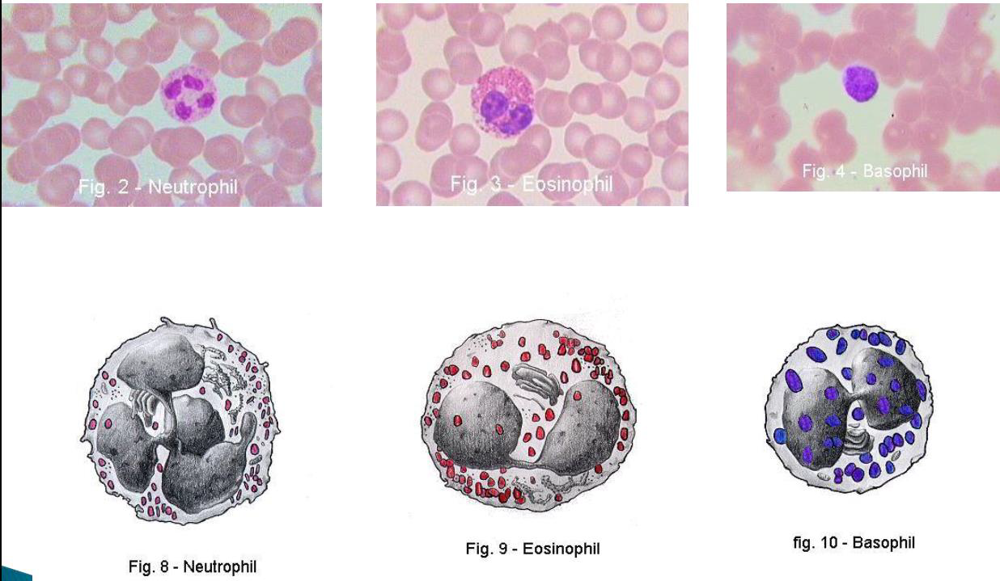 Fig. 2 - Neutrophil
Fig. 3 - Eosinophil
Fig. 4 - Basophil
Fig. 8 - Neutrophil
Fig. 9 - Eosinophil
fig. 10 - Basophil